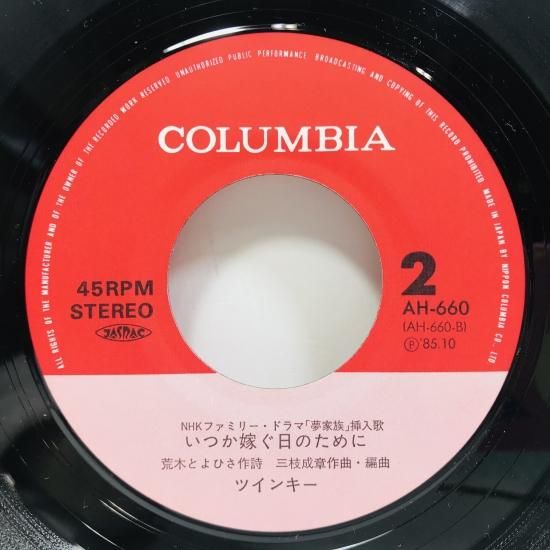 ALL RIGHTS OF THE MANUFACTURER AND OF THE OWNER OF THE RECORDED WORK RESERVED UNAUTHORIZED PUBLIC PERFORMANCE BROADCASTING AND COPYING OF THIS RECORD PROHIBITED MADE IN JAPAN BY NIPPON COLUMBIA CO., LTD
COLUMBIA
45RPM
STEREO
JASRAC
2
AH-660
(AH-660-B)
Ⓟ'85.10
NHKファミリー・ドラマ「夢家族」挿入歌
いつか嫁ぐ日のために
荒木とよひさ作詩 三枝成章作曲・編曲
ツインキー